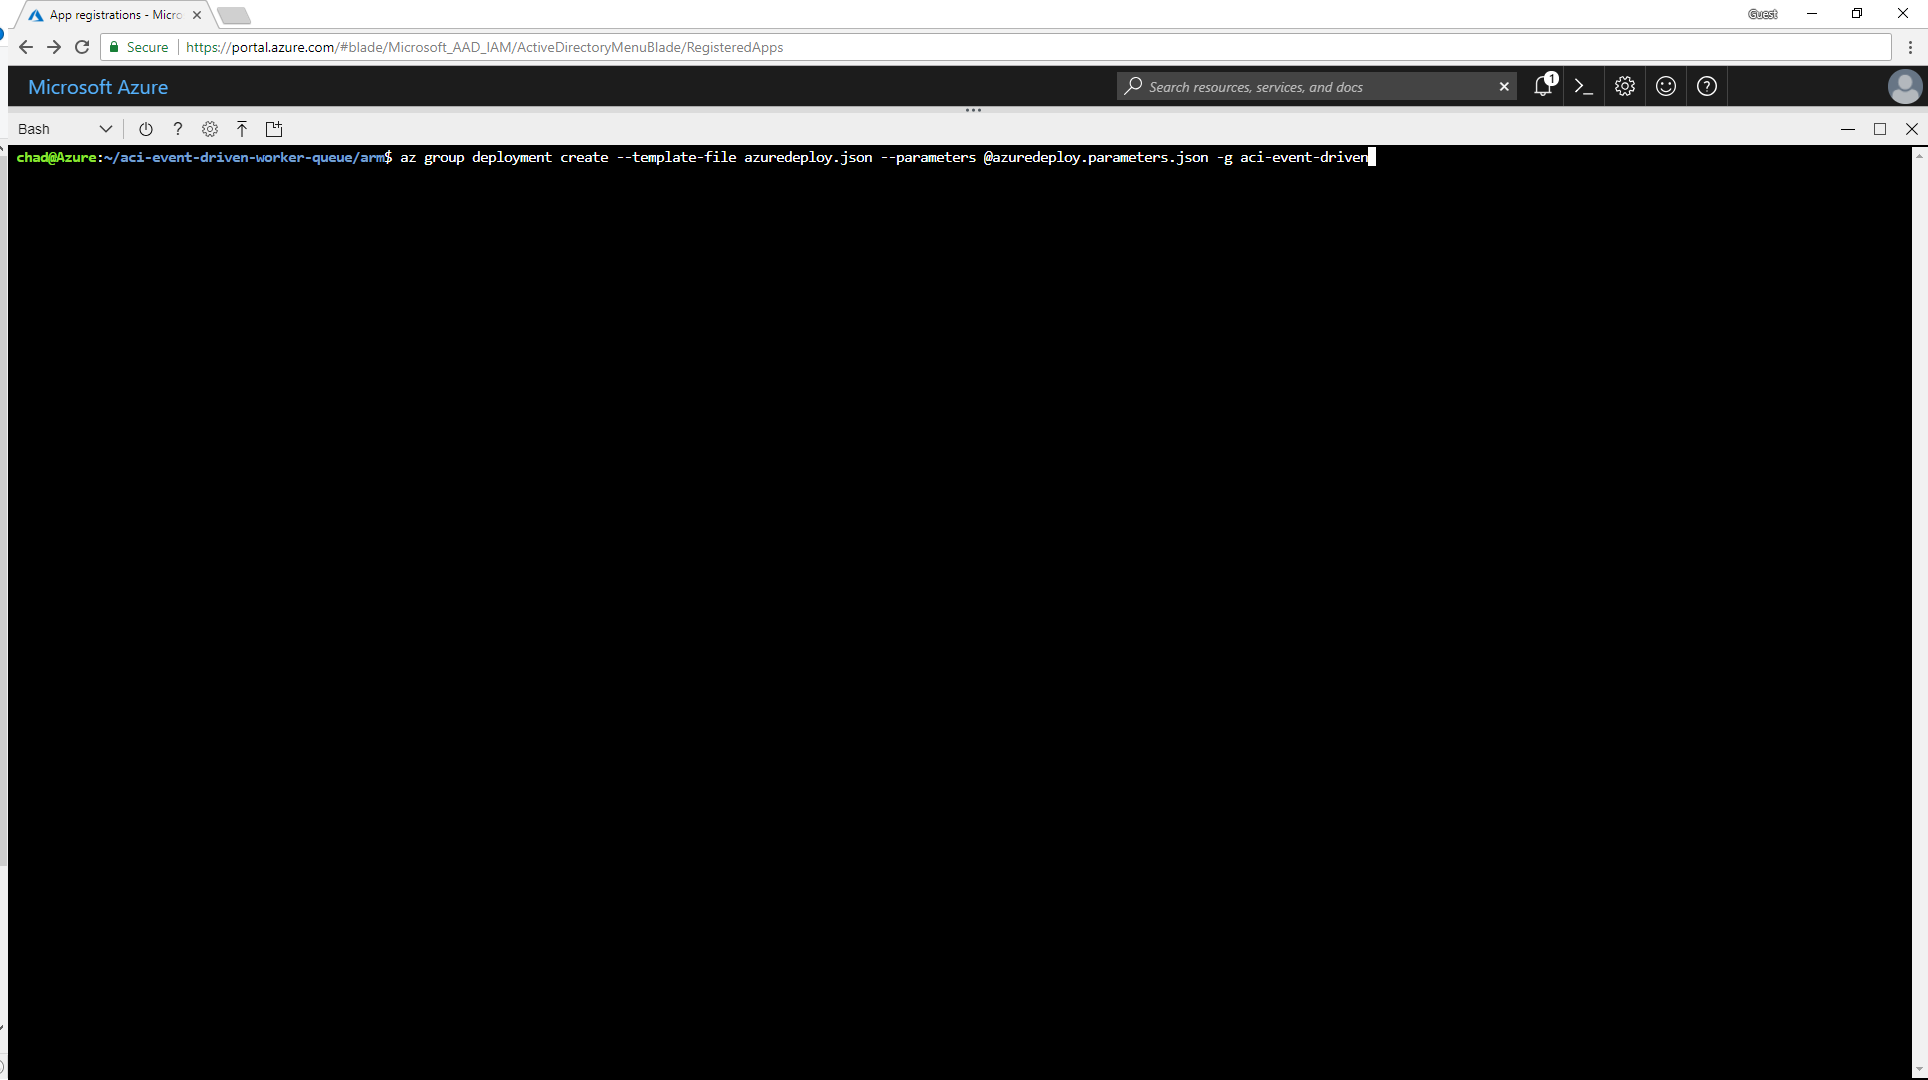 App registrations - Micro
Guest
Secure
https://portal.azure.com/#blade/Microsoft_AAD_IAM/ActiveDirectoryMenuBlade/RegisteredApps
Microsoft Azure
Search resources, services, and docs
1
Bash
chad@Azure:~/aci-event-driven-worker-queue/arm$ az group deployment create --template-file azuredeploy.json --parameters @azuredeploy.parameters.json -g aci-event-driven